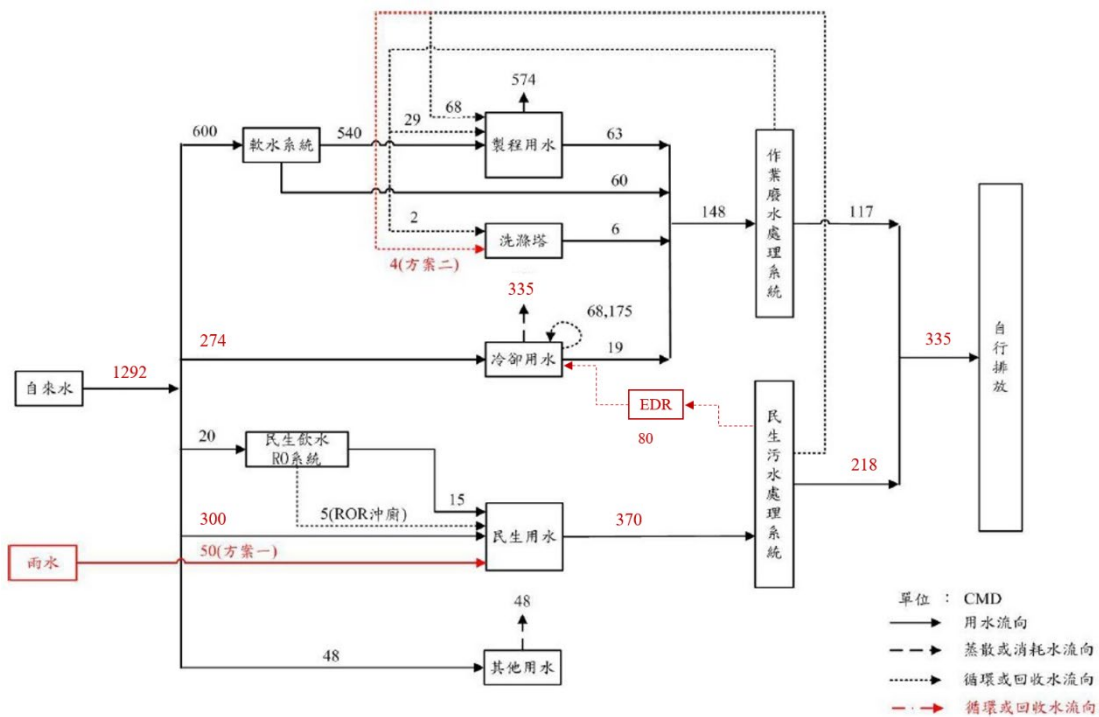 574
68
29
600
軟水系統
540
製程用水
63
60
2
洗滌塔
6
4(方案二)
作業廢水處理系統
148
117
335
68,175
274
冷卻用水
19
自來水
1292
EDR
80
335
自行排放
20
民生飲水
RO系統
15
5(ROR沖廁)
民生污水處理系統
218
300
民生用水
370
雨水
50(方案一)
48
48
其他用水
單位 : CMD
用水流向
蒸散或消耗水流向
循環或回收水流向
循環或回收水流向